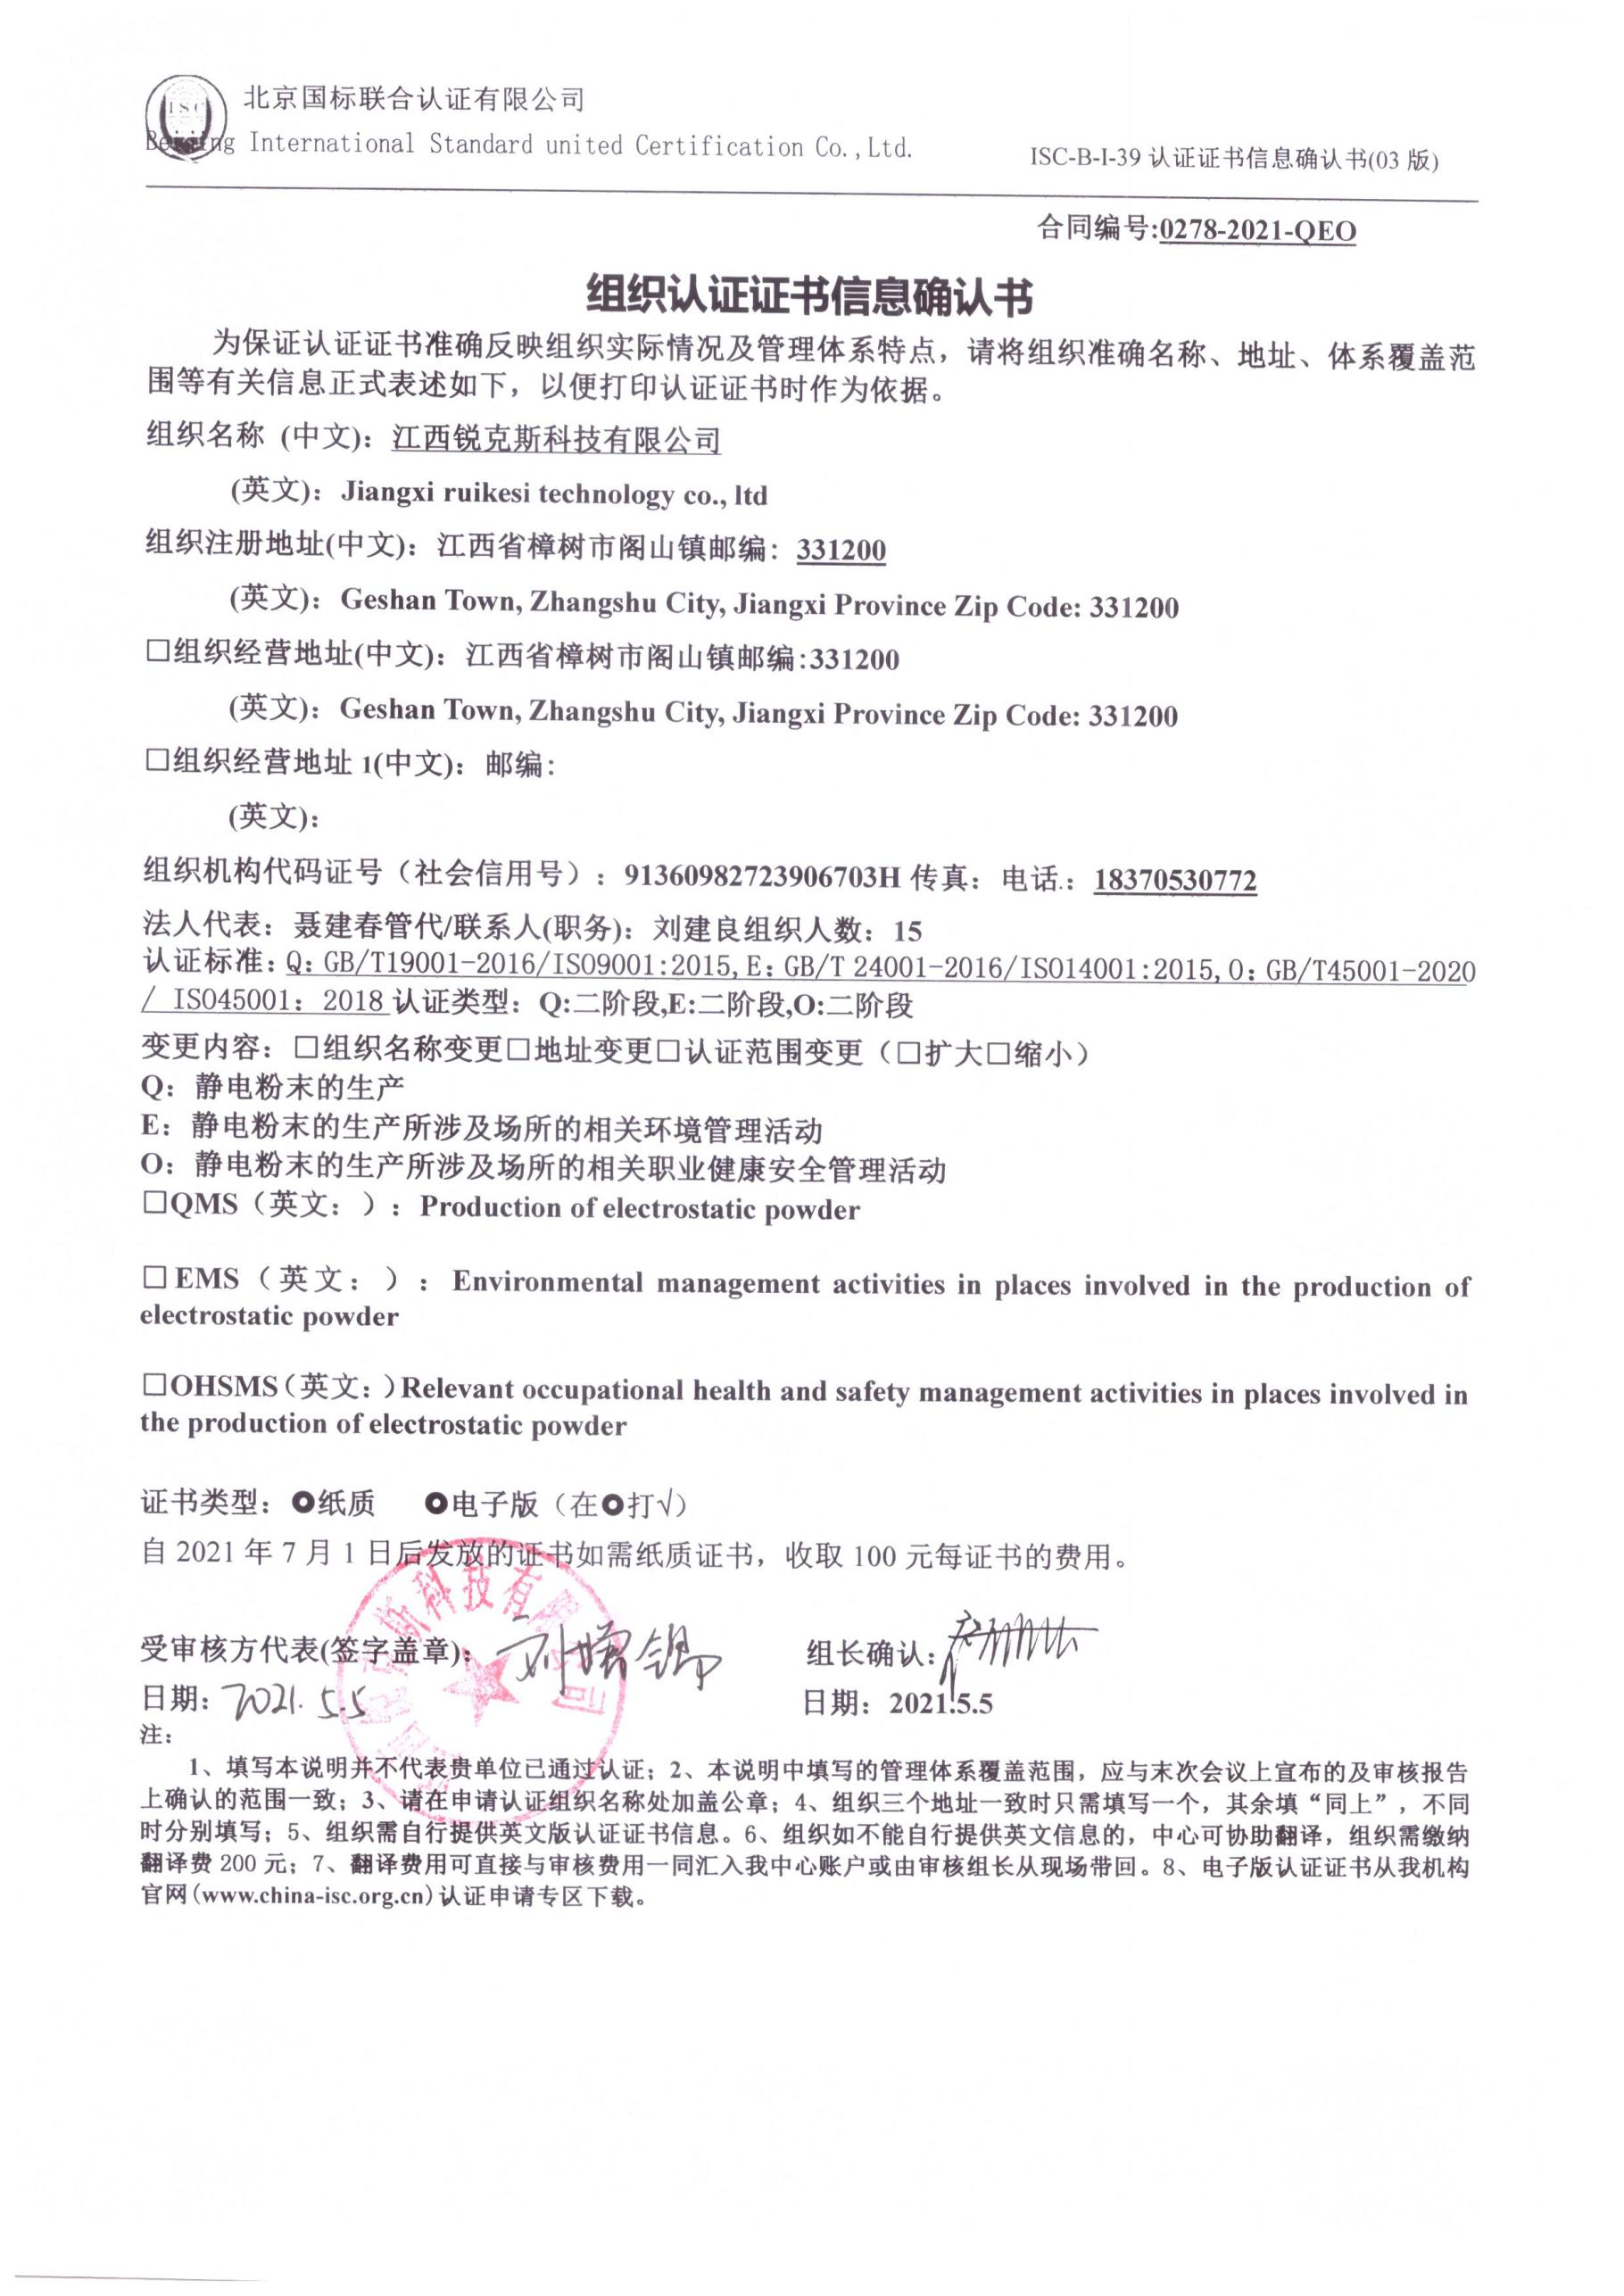 ISC
北京国标联合认证有限公司
Beijing International Standard united Certification Co.,Ltd.
ISC-B-I-39 认证证书信息确认书(03 版)
合同编号:0278-2021-QEO
组织认证证书信息确认书
为保证认证证书准确反映组织实际情况及管理体系特点，请将组织准确名称、地址、体系覆盖范
围等有关信息正式表述如下，以便打印认证证书时作为依据。
组织名称 (中文)：江西锐克斯科技有限公司
(英文)：Jiangxi ruikesi technology co., ltd
组织注册地址(中文)：江西省樟树市阁山镇邮编：331200
(英文)：Geshan Town, Zhangshu City, Jiangxi Province Zip Code: 331200
□组织经营地址(中文)：江西省樟树市阁山镇邮编:331200
(英文)：Geshan Town, Zhangshu City, Jiangxi Province Zip Code: 331200
□组织经营地址 1(中文)：邮编：
(英文)：
组织机构代码证号（社会信用号）：91360982723906703H 传真：电话.：18370530772
法人代表：聂建春管代/联系人(职务)：刘建良组织人数：15
认证标准：Q：GB/T19001-2016/ISO9001:2015,E：GB/T 24001-2016/ISO14001:2015,O：GB/T45001-2020
/ ISO45001：2018 认证类型：Q:二阶段,E:二阶段,O:二阶段
变更内容：□组织名称变更□地址变更□认证范围变更（□扩大□缩小）
Q：静电粉末的生产
E：静电粉末的生产所涉及场所的相关环境管理活动
O：静电粉末的生产所涉及场所的相关职业健康安全管理活动
□QMS（英文：）：Production of electrostatic powder
□EMS（英文：）：Environmental management activities in places involved in the production of
electrostatic powder
□OHSMS（英文：）Relevant occupational health and safety management activities in places involved in
the production of electrostatic powder
证书类型：纸质 电子版（在打√）
自 2021 年 7 月 1 日后发放的证书如需纸质证书，收取 100 元每证书的费用。
科技有限公司
受审核方代表(签字盖章)： 组长确认：
日期：2021.5.5 日期：2021.5.5
注：
1、填写本说明并不代表贵单位已通过认证；2、本说明中填写的管理体系覆盖范围，应与末次会议上宣布的及审核报告
上确认的范围一致；3、请在申请认证组织名称处加盖公章；4、组织三个地址一致时只需填写一个，其余填“同上”，不同
时分别填写；5、组织需自行提供英文版认证证书信息。6、组织如不能自行提供英文信息的，中心可协助翻译，组织需缴纳
翻译费 200 元；7、翻译费用可直接与审核费用一同汇入我中心账户或由审核组长从现场带回。8、电子版认证证书从我机构
官网(www.china-isc.org.cn)认证申请专区下载。